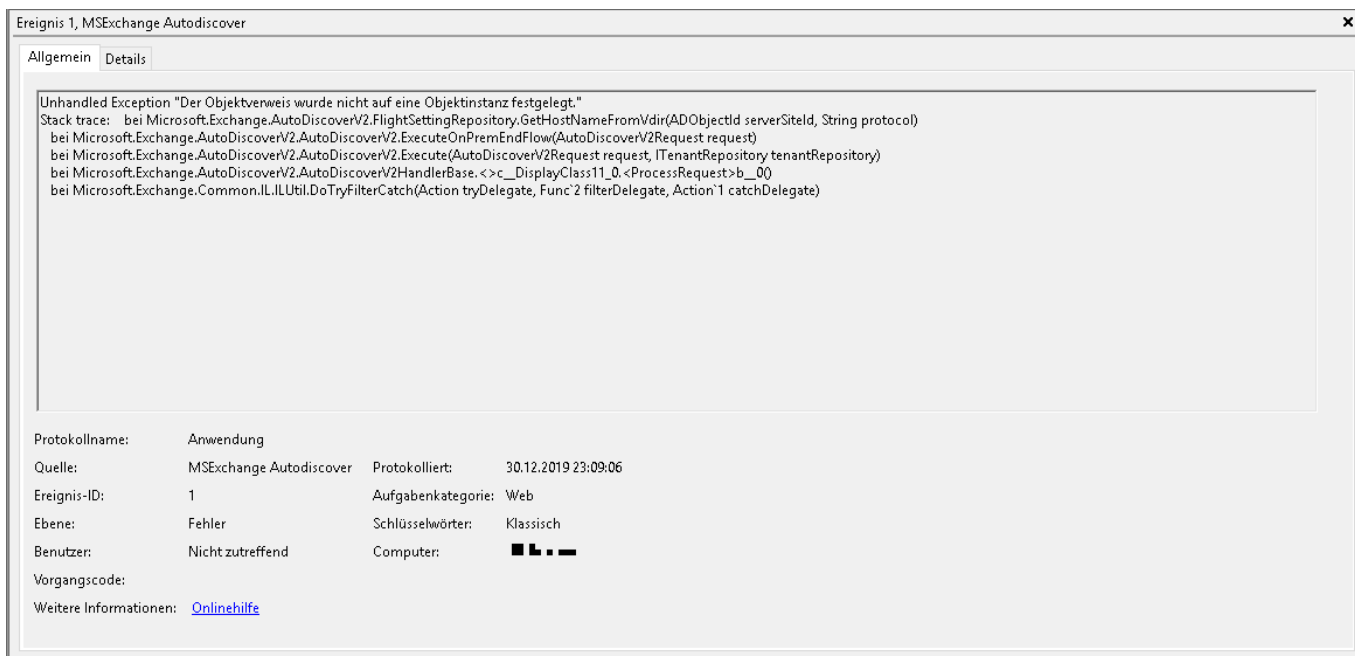 Ereignis 1, MSExchange Autodiscover
Allgemein Details
Unhandled Exception "Der Objektverweis wurde nicht auf eine Objektinstanz festgelegt."
Stack trace: bei Microsoft.Exchange.AutoDiscoverV2.FlightSettingRepository.GetHostNameFromVdir(ADObjectId serverSiteId, String protocol)
bei Microsoft.Exchange.AutoDiscoverV2.AutoDiscoverV2.ExecuteOnPremEndFlow(AutoDiscoverV2Request request)
bei Microsoft.Exchange.AutoDiscoverV2.AutoDiscoverV2.Execute(AutoDiscoverV2Request request, ITenantRepository tenantRepository)
bei Microsoft.Exchange.AutoDiscoverV2.AutoDiscoverV2HandlerBase.<>c__DisplayClass11_0.<ProcessRequest>b__0()
bei Microsoft.Exchange.Common.IL.ILUtil.DoTryFilterCatch(Action tryDelegate, Func`2 filterDelegate, Action`1 catchDelegate)
Protokollname: Anwendung
Quelle: MSExchange Autodiscover Protokolliert: 30.12.2019 23:09:06
Ereignis-ID: 1 Aufgabenkategorie: Web
Ebene: Fehler Schlüsselwörter: Klassisch
Benutzer: Nicht zutreffend Computer:
Vorgangscode:
Weitere Informationen: Onlinehilfe